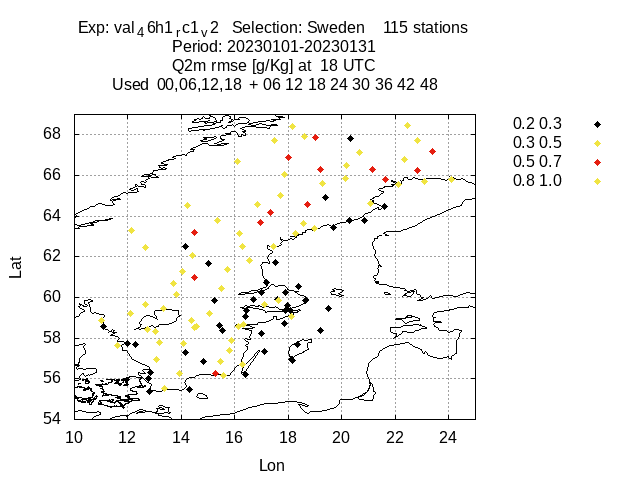 Exp: val_46h1_rc1_v2 Selection: Sweden 115 stations
Period: 20230101-20230131
Q2m rmse [g/Kg] at 18 UTC
Used 00,06,12,18 + 06 12 18 24 30 36 42 48
0.2 0.3
0.3 0.5
0.5 0.7
0.8 1.0
68
66
64
62
60
58
56
54
Lat
10 12 14 16 18 20 22 24
Lon